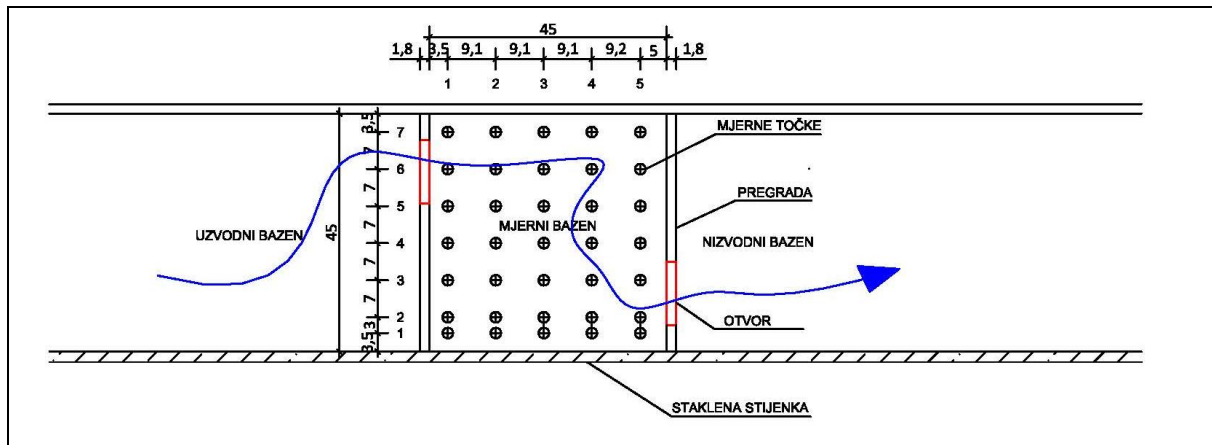 45
1,8 3,5 9,1 9,1 9,1 9,2 5 1,8
1 2 3 4 5
3,5
7
MJERNE TOČKE
7
6
7
PREGRADA
5
MJERNI BAZEN
UZVODNI BAZEN
45
7
4
NIZVODNI BAZEN
7
3
7
2
OTVOR
3
1
3,5
STAKLENA STIJENKA